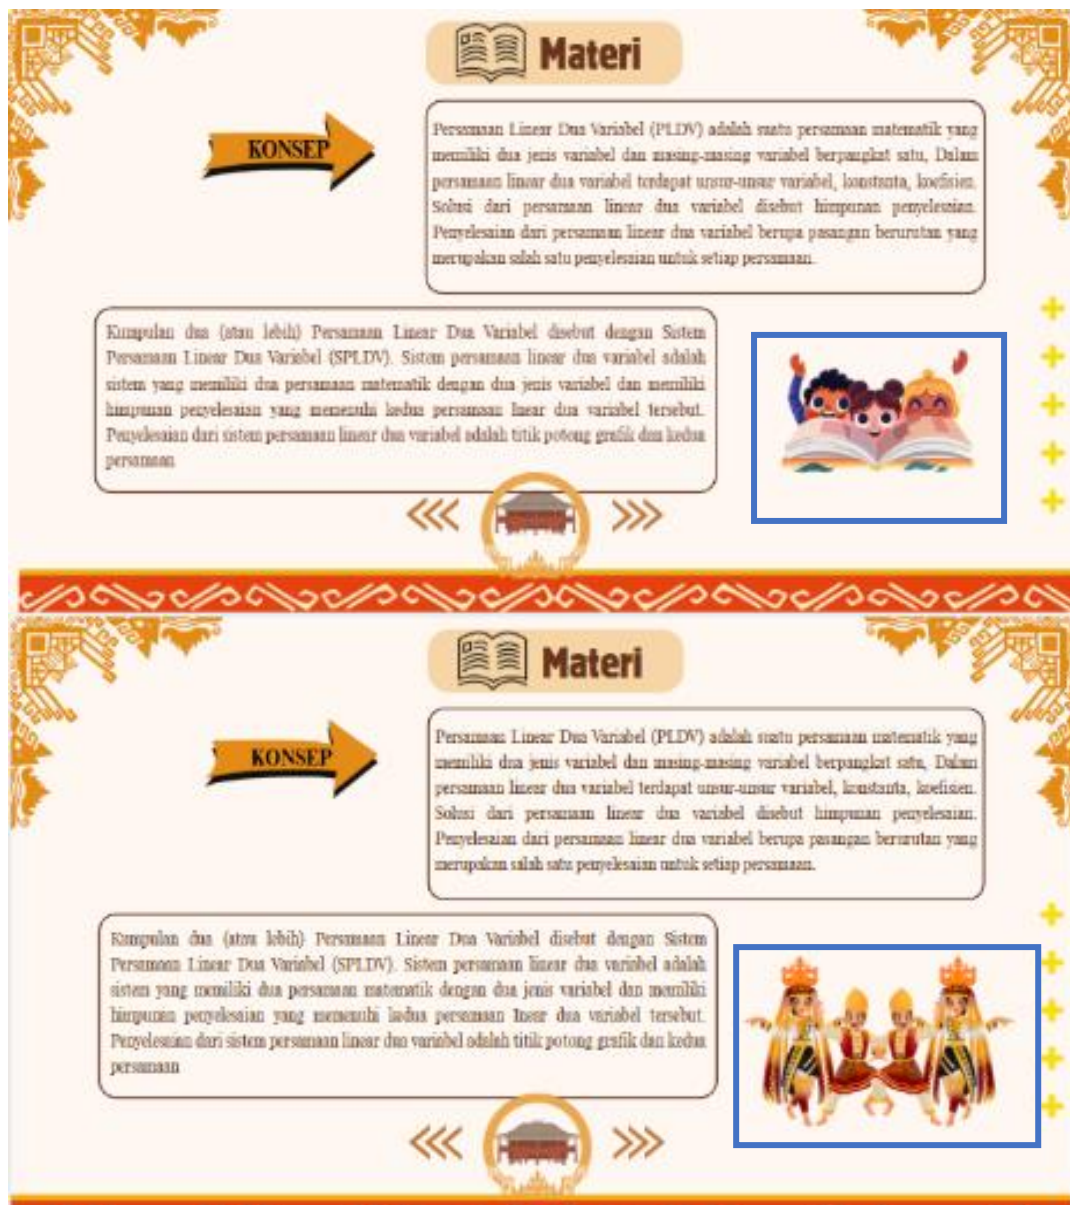 Materi
KONSEP
Persamaan Linear Dua Variabel (PLDV) adalah suatu persamaan matematik yang
memiliki dua jenis variabel dan masing-masing variabel berpangkat satu, Dalam
persamaan linear dua variabel terdapat unsur-unsur variabel, konstanta, koefisien.
Solusi dari persamaan linear dua variabel disebut himpunan penyelesaian.
Penyelesaian dari persamaan linear dua variabel berupa pasangan berurutan yang
merupakan salah satu penyelesaian untuk setiap persamaan.
Kumpulan dua (atau lebih) Persamaan Linear Dua Variabel disebut dengan Sistem
Persamaan Linear Dua Variabel (SPLDV). Sistem persamaan linear dua variabel adalah
sistem yang memiliki dua persamaan matematik dengan dua jenis variabel dan memiliki
himpunan penyelesaian yang memenuhi kedua persamaan linear dua variabel tersebut.
Penyelesaian dari sistem persamaan linear dua variabel adalah titik potong grafik dan kedua
persamaan
Materi
KONSEP
Persamaan Linear Dua Variabel (PLDV) adalah suatu persamaan matematik yang
memiliki dua jenis variabel dan masing-masing variabel berpangkat satu, Dalam
persamaan linear dua variabel terdapat unsur-unsur variabel, konstanta, koefisien.
Solusi dari persamaan linear dua variabel disebut himpunan penyelesaian.
Penyelesaian dari persamaan linear dua variabel berupa pasangan berurutan yang
merupakan salah satu penyelesaian untuk setiap persamaan.
Kumpulan dua (atau lebih) Persamaan Linear Dua Variabel disebut dengan Sistem
Persamaan Linear Dua Variabel (SPLDV). Sistem persamaan linear dua variabel adalah
sistem yang memiliki dua persamaan matematik dengan dua jenis variabel dan memiliki
himpunan penyelesaian yang memenuhi kedua persamaan linear dua variabel tersebut.
Penyelesaian dari sistem persamaan linear dua variabel adalah titik potong grafik dan kedua
persamaan